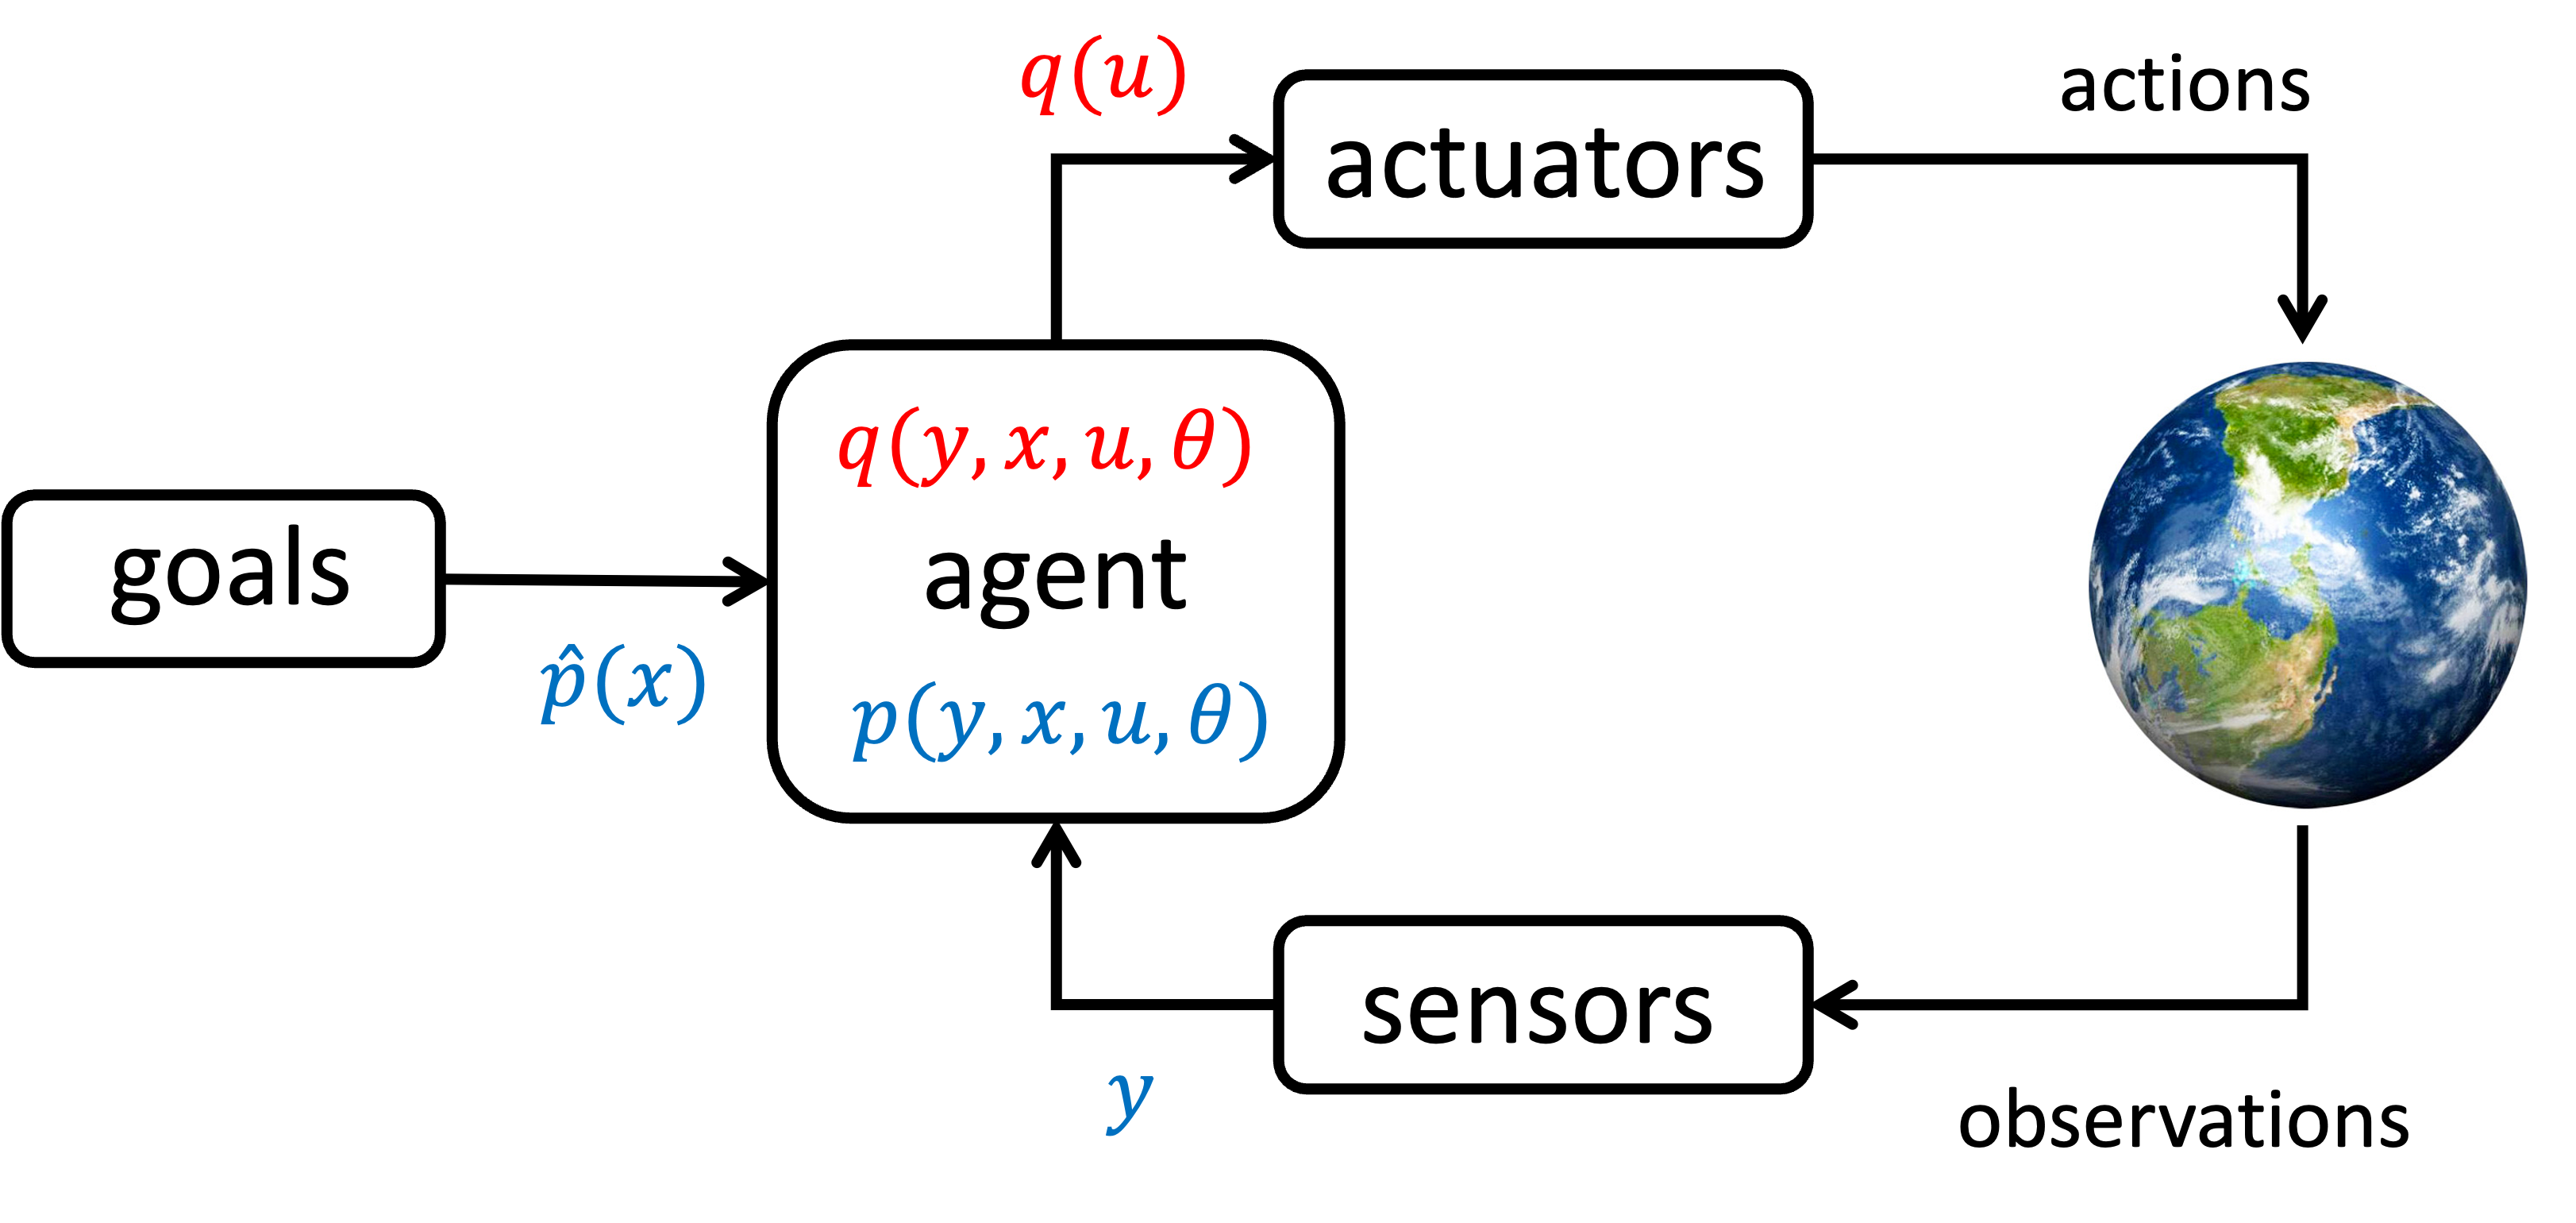 q(u)
actions
actuators
q(y, x, u, θ)
goals
agent
p̂(x)
p(y, x, u, θ)
sensors
y
observations